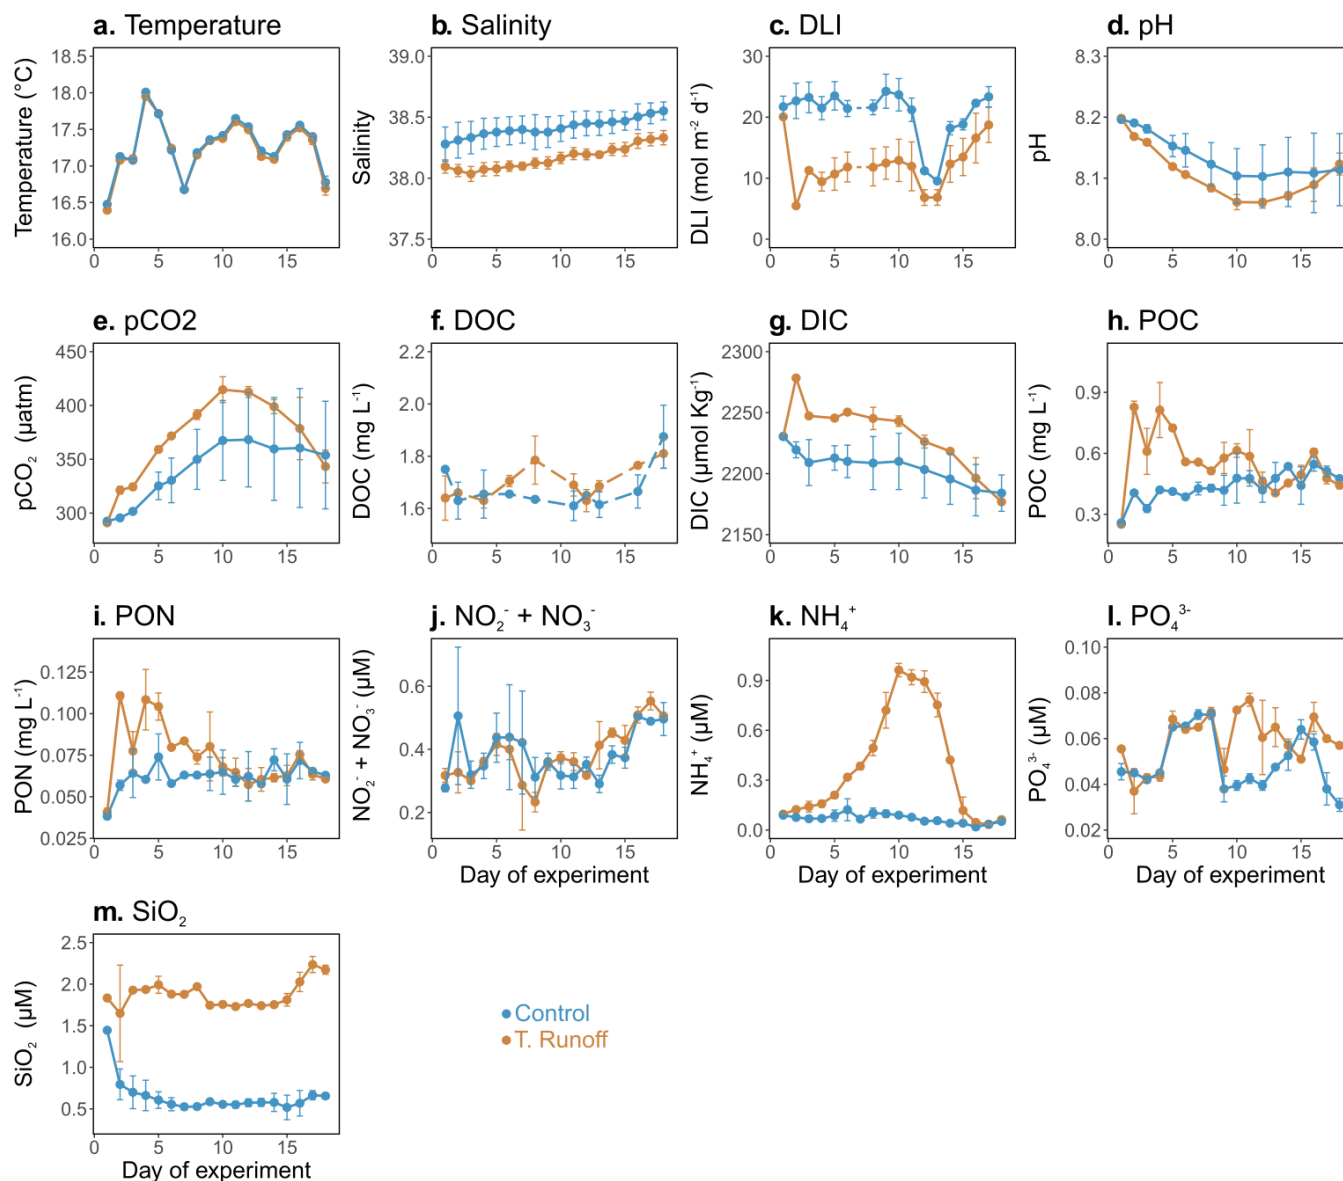 a. Temperature
Temperature (°C)
18.5
18.0
17.5
17.0
16.5
16.0
0 5 10 15
b. Salinity
Salinity
39.0
38.5
38.0
37.5
0 5 10 15
c. DLI
DLI (mol m⁻² d⁻¹)
30
20
10
0
0 5 10 15
d. pH
pH
8.3
8.2
8.1
8.0
0 5 10 15
e. pCO2
pCO₂ (µatm)
450
400
350
300
0 5 10 15
f. DOC
DOC (mg L⁻¹)
2.2
2.0
1.8
1.6
0 5 10 15
g. DIC
DIC (µmol Kg⁻¹)
2300
2250
2200
2150
0 5 10 15
h. POC
POC (mg L⁻¹)
0.9
0.6
0.3
0 5 10 15
i. PON
PON (mg L⁻¹)
0.125
0.100
0.075
0.050
0.025
0 5 10 15
j. NO₂⁻ + NO₃⁻
NO₂⁻ + NO₃⁻ (µM)
0.6
0.4
0.2
0 5 10 15
Day of experiment
k. NH₄⁺
NH₄⁺ (µM)
0.9
0.6
0.3
0.0
0 5 10 15
Day of experiment
l. PO₄³⁻
PO₄³⁻ (µM)
0.10
0.08
0.06
0.04
0.02
0 5 10 15
Day of experiment
m. SiO₂
SiO₂ (µM)
2.5
2.0
1.5
1.0
0.5
0 5 10 15
Day of experiment
Control
T. Runoff